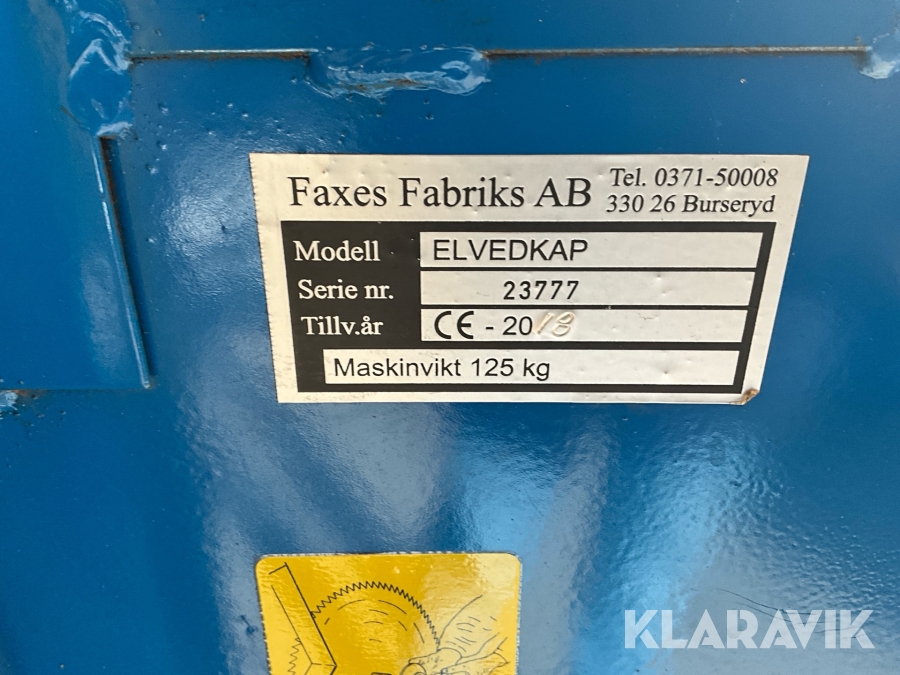 Faxes Fabriks AB
Tel. 0371-50008
330 26 Burseryd
Modell ELVEDKAP
Serie nr. 23777
Tillv.år CE - 2018
Maskinvikt 125 kg
KLARAVIK